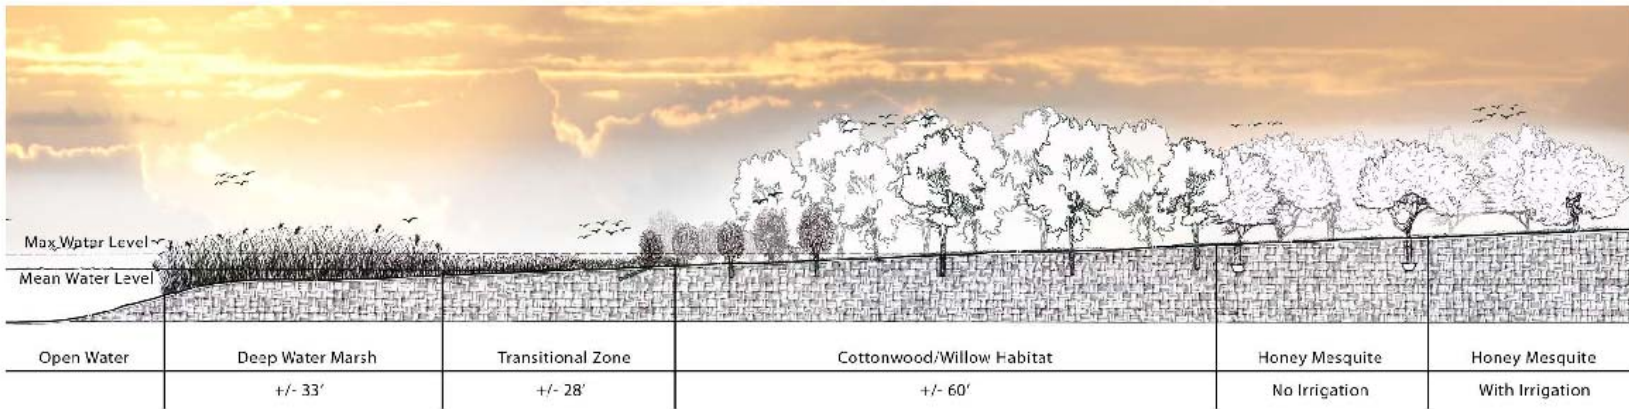 Max Water Level
Mean Water Level
Open Water
Deep Water Marsh
Transitional Zone
Cottonwood/Willow Habitat
Honey Mesquite
Honey Mesquite
+/- 33'
+/- 28'
+/- 60'
No Irrigation
With Irrigation